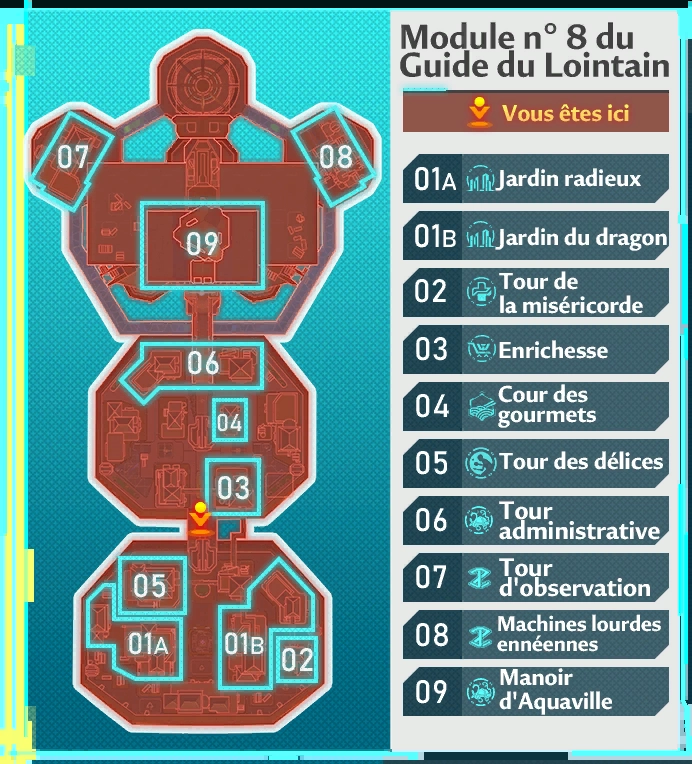 Module n° 8 du
Guide du Lointain
Vous êtes ici
01A Jardin radieux
01B Jardin du dragon
02 Tour de
la miséricorde
03 Enrichesse
04 Cour des
gourmets
05 Tour des délices
06 Tour
administrative
07 Tour
d'observation
08 Machines lourdes
ennéennes
09 Manoir
d'Aquaville
07
08
09
06
04
03
05
01A
01B
02